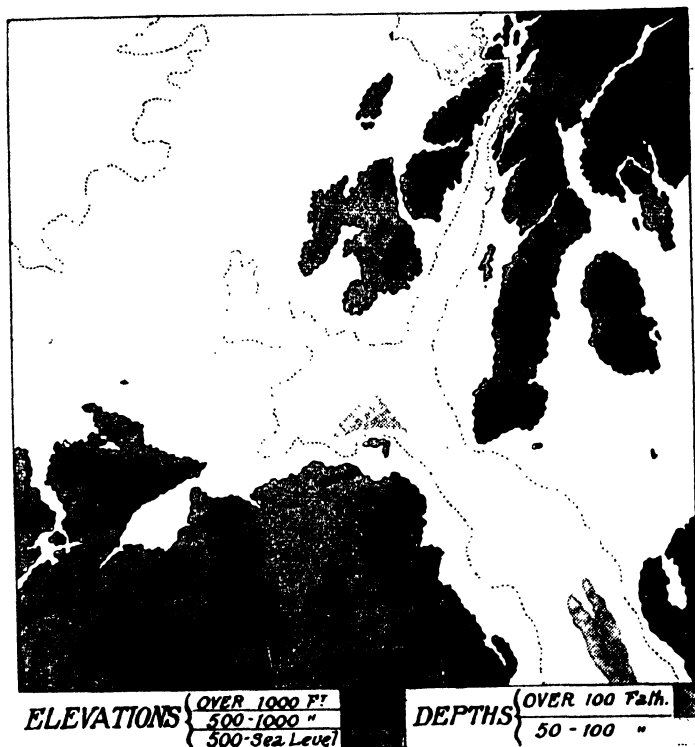 ELEVATIONS
OVER 1000 FT
500-1000 "
500-Sea Level
DEPTHS
OVER 100 Fath.
50-100 "